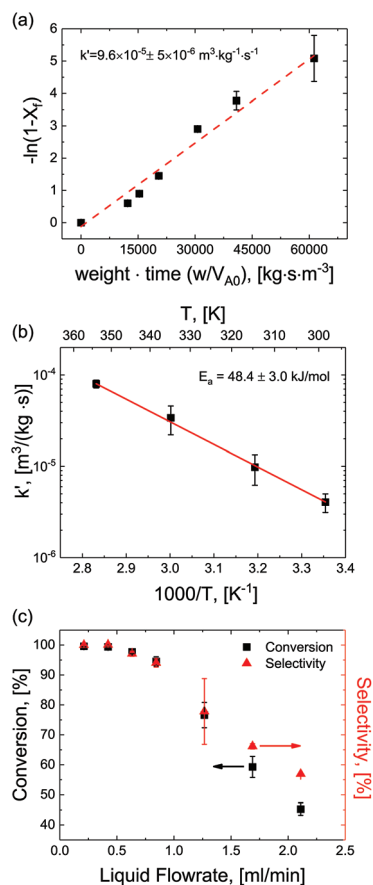 (a)
k'=9.6×10⁻⁵± 5×10⁻⁶ m³·kg⁻¹·s⁻¹
-ln(1-X_f)
6
5
4
3
2
1
0
0 15000 30000 45000 60000
weight · time (w/V_A0), [kg·s·m⁻³]
(b)
T, [K]
360 350 340 330 320 310 300
E_a = 48.4 ± 3.0 kJ/mol
k', [m³/(kg ·s)]
10⁻⁴
10⁻⁵
10⁻⁶
2.8 2.9 3.0 3.1 3.2 3.3 3.4
1000/T, [K⁻¹]
(c)
Conversion
Selectivity
Conversion, [%]
100
90
80
70
60
50
40
Selectivity, [%]
0.0 0.5 1.0 1.5 2.0 2.5
Liquid Flowrate, [ml/min]